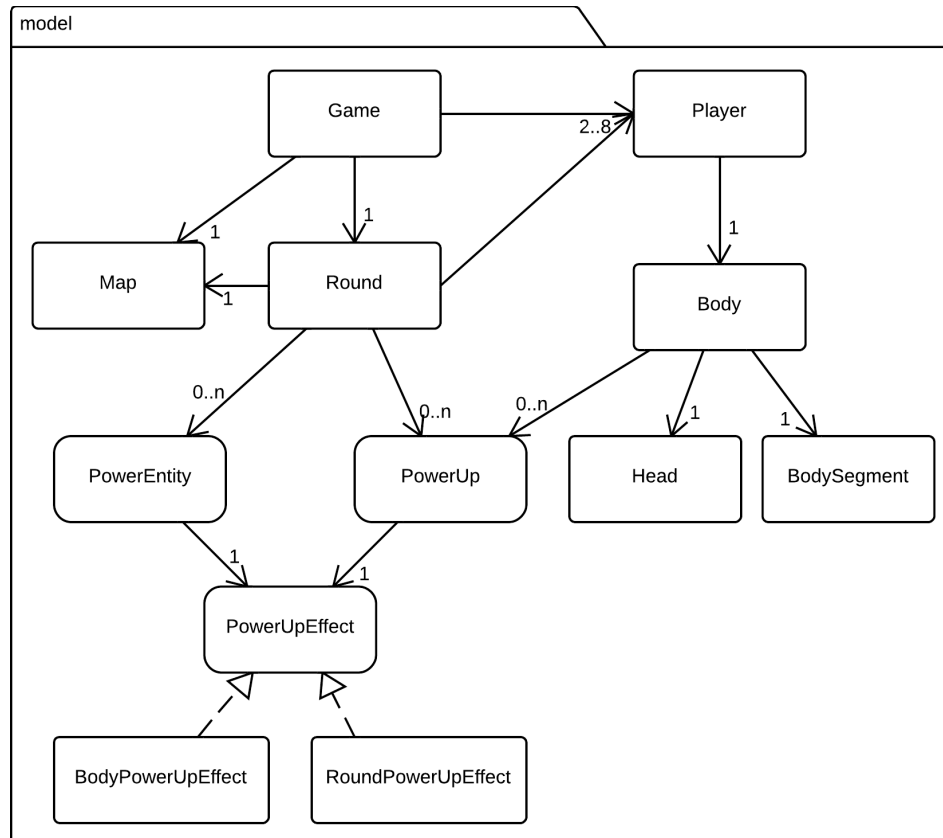 model
Game
Player
2..8
1
1
1
Map
Round
1
Body
0..n
0..n
0..n
1
1
PowerEntity
PowerUp
Head
BodySegment
1
1
PowerUpEffect
BodyPowerUpEffect
RoundPowerUpEffect